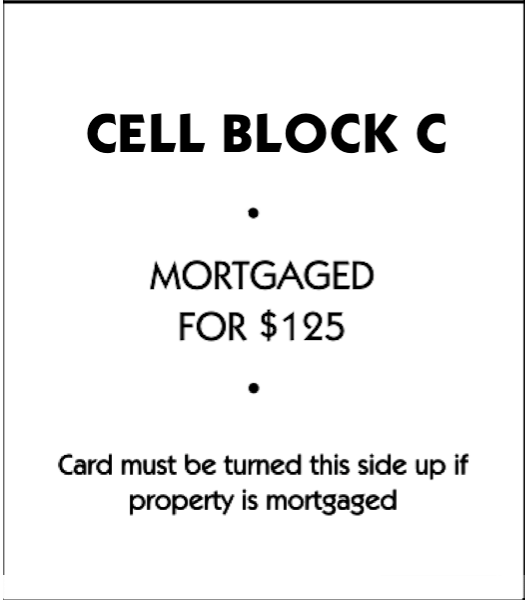 CELL BLOCK C
•
MORTGAGED
FOR $125
•
Card must be turned this side up if
property is mortgaged